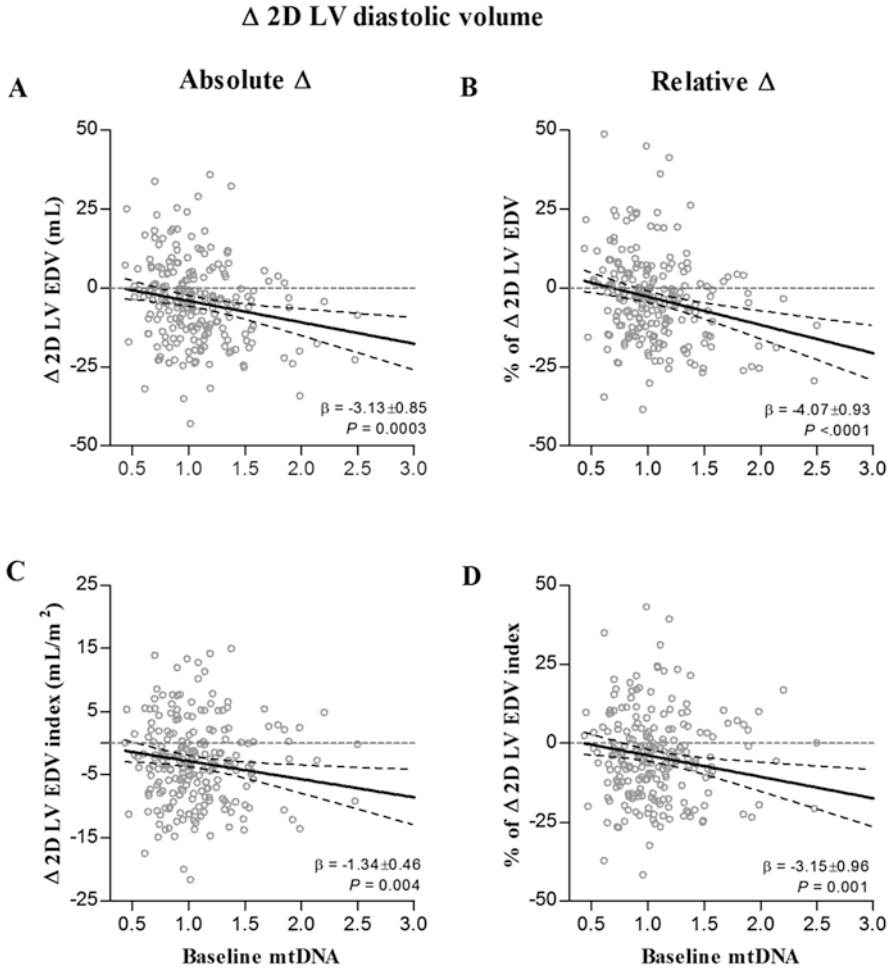 Δ 2D LV diastolic volume
A
Absolute Δ
50
25
0
-25
-50
Δ 2D LV EDV (mL)
β = -3.13±0.85
P = 0.0003
0.5 1.0 1.5 2.0 2.5 3.0
B
Relative Δ
50
25
0
-25
-50
% of Δ 2D LV EDV
β = -4.07±0.93
P <.0001
0.5 1.0 1.5 2.0 2.5 3.0
C
25
15
5
-5
-15
-25
Δ 2D LV EDV index (mL/m²)
β = -1.34±0.46
P = 0.004
0.5 1.0 1.5 2.0 2.5 3.0
Baseline mtDNA
D
50
25
0
-25
-50
% of Δ 2D LV EDV index
β = -3.15±0.96
P = 0.001
0.5 1.0 1.5 2.0 2.5 3.0
Baseline mtDNA